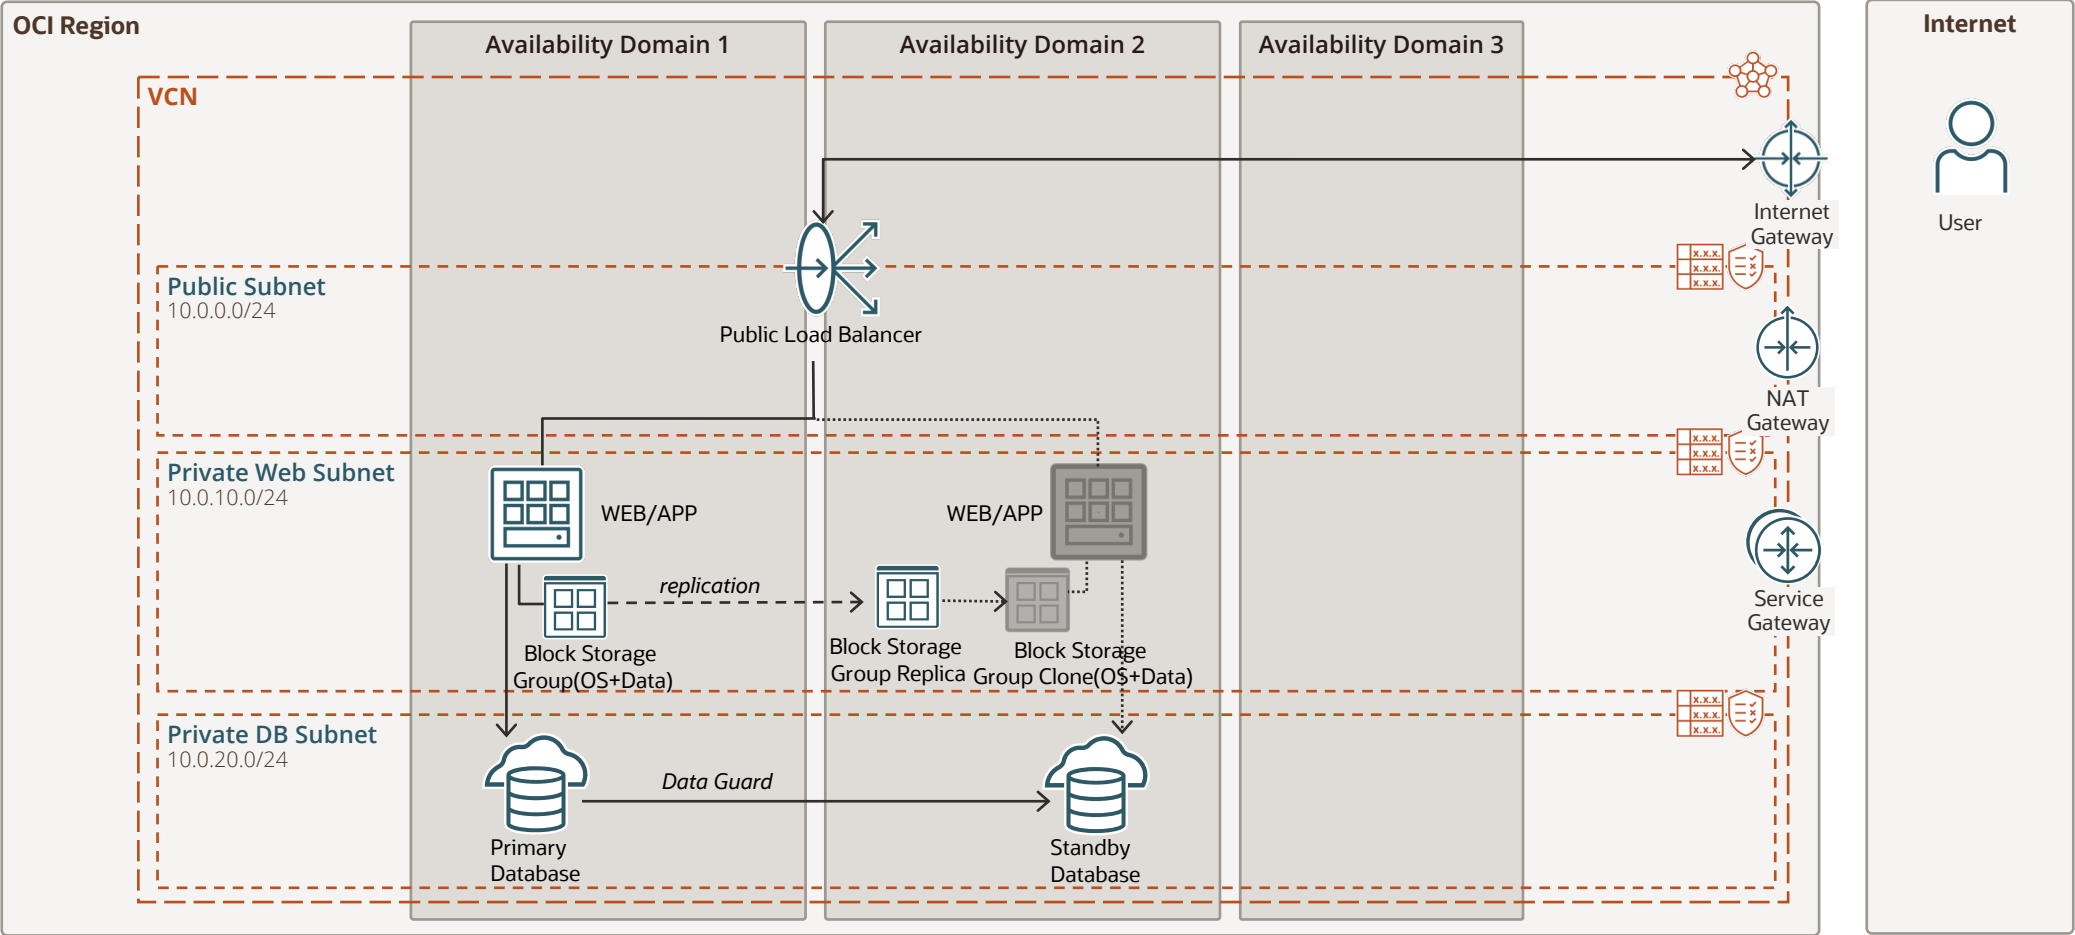 OCI Region
Availability Domain 1
Availability Domain 2
Availability Domain 3
Internet
VCN
Internet
Gateway
User
Public Subnet
10.0.0.0/24
x.x.x.
x.x.x.
x.x.x.
Public Load Balancer
NAT
Gateway
Private Web Subnet
10.0.10.0/24
x.x.x.
x.x.x.
x.x.x.
WEB/APP
WEB/APP
replication
Service
Gateway
Block Storage
Group(OS+Data)
Block Storage
Group Replica
Block Storage
Group Clone(OS+Data)
x.x.x.
x.x.x.
x.x.x.
Private DB Subnet
10.0.20.0/24
Data Guard
Primary
Database
Standby
Database